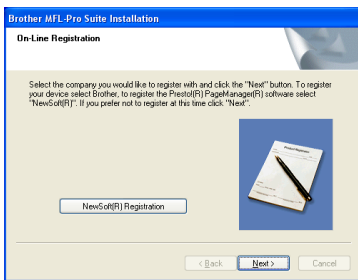 Brother MFL-Pro Suite Installation
On-Line Registration
Select the company you would like to register with and click the "Next" button. To register
your device select Brother, to register the Presto!(R) PageManager(R) software select
"NewSoft(R)". If you prefer not to register at this time click "Next".
NewSoft(R) Registration
< Back
Next >
Cancel